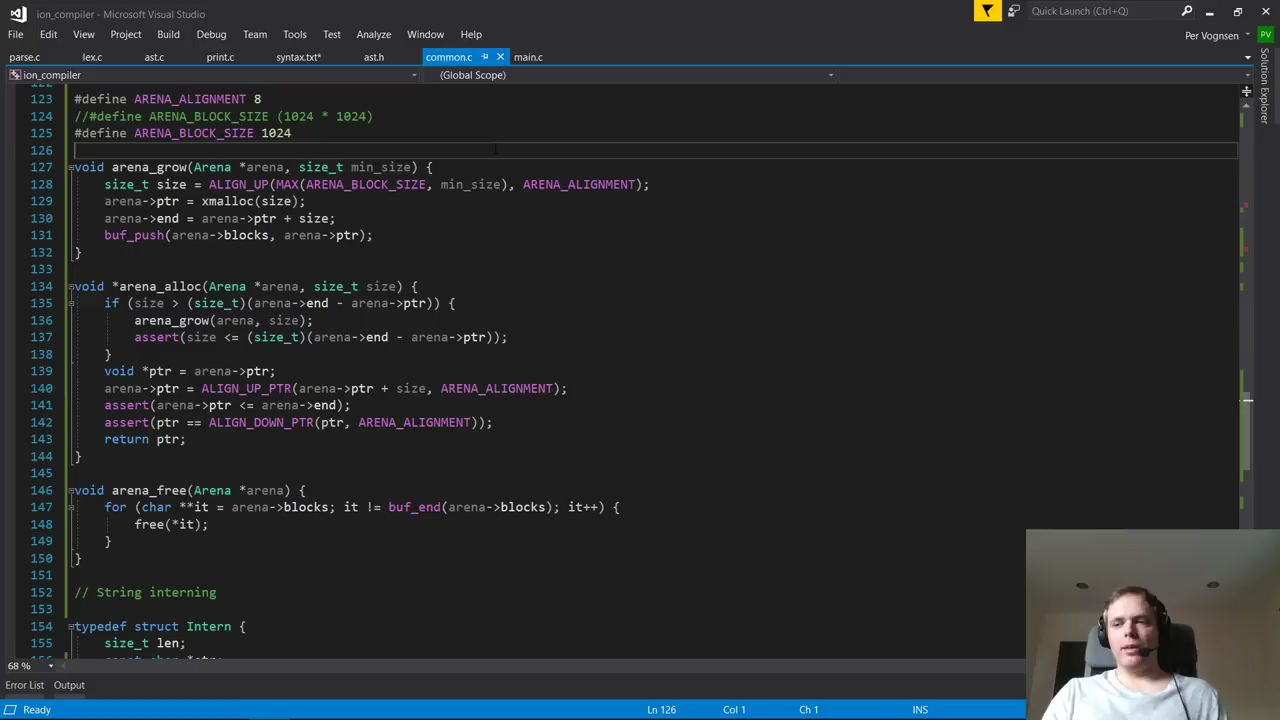 ion_compiler - Microsoft Visual Studio
Quick Launch (Ctrl+Q)
File Edit View Project Build Debug Team Tools Test Analyze Window Help
Per Vognsen PV
parse.c lex.c ast.c print.c syntax.txt* ast.h common.c main.c
ion_compiler (Global Scope)
Solution Explorer
122
123 #define ARENA_ALIGNMENT 8
124 //#define ARENA_BLOCK_SIZE (1024 * 1024)
125 #define ARENA_BLOCK_SIZE 1024
126
127 void arena_grow(Arena *arena, size_t min_size) {
128 size_t size = ALIGN_UP(MAX(ARENA_BLOCK_SIZE, min_size), ARENA_ALIGNMENT);
129 arena->ptr = xmalloc(size);
130 arena->end = arena->ptr + size;
131 buf_push(arena->blocks, arena->ptr);
132 }
133
134 void *arena_alloc(Arena *arena, size_t size) {
135 if (size > (size_t)(arena->end - arena->ptr)) {
136 arena_grow(arena, size);
137 assert(size <= (size_t)(arena->end - arena->ptr));
138 }
139 void *ptr = arena->ptr;
140 arena->ptr = ALIGN_UP_PTR(arena->ptr + size, ARENA_ALIGNMENT);
141 assert(arena->ptr <= arena->end);
142 assert(ptr == ALIGN_DOWN_PTR(ptr, ARENA_ALIGNMENT));
143 return ptr;
144 }
145
146 void arena_free(Arena *arena) {
147 for (char **it = arena->blocks; it != buf_end(arena->blocks); it++) {
148 free(*it);
149 }
150 }
151
152 // String interning
153
154 typedef struct Intern {
155 size_t len;
156 const char *str;
68 %
Error List Output
Ready Ln 126 Col 1 Ch 1 INS